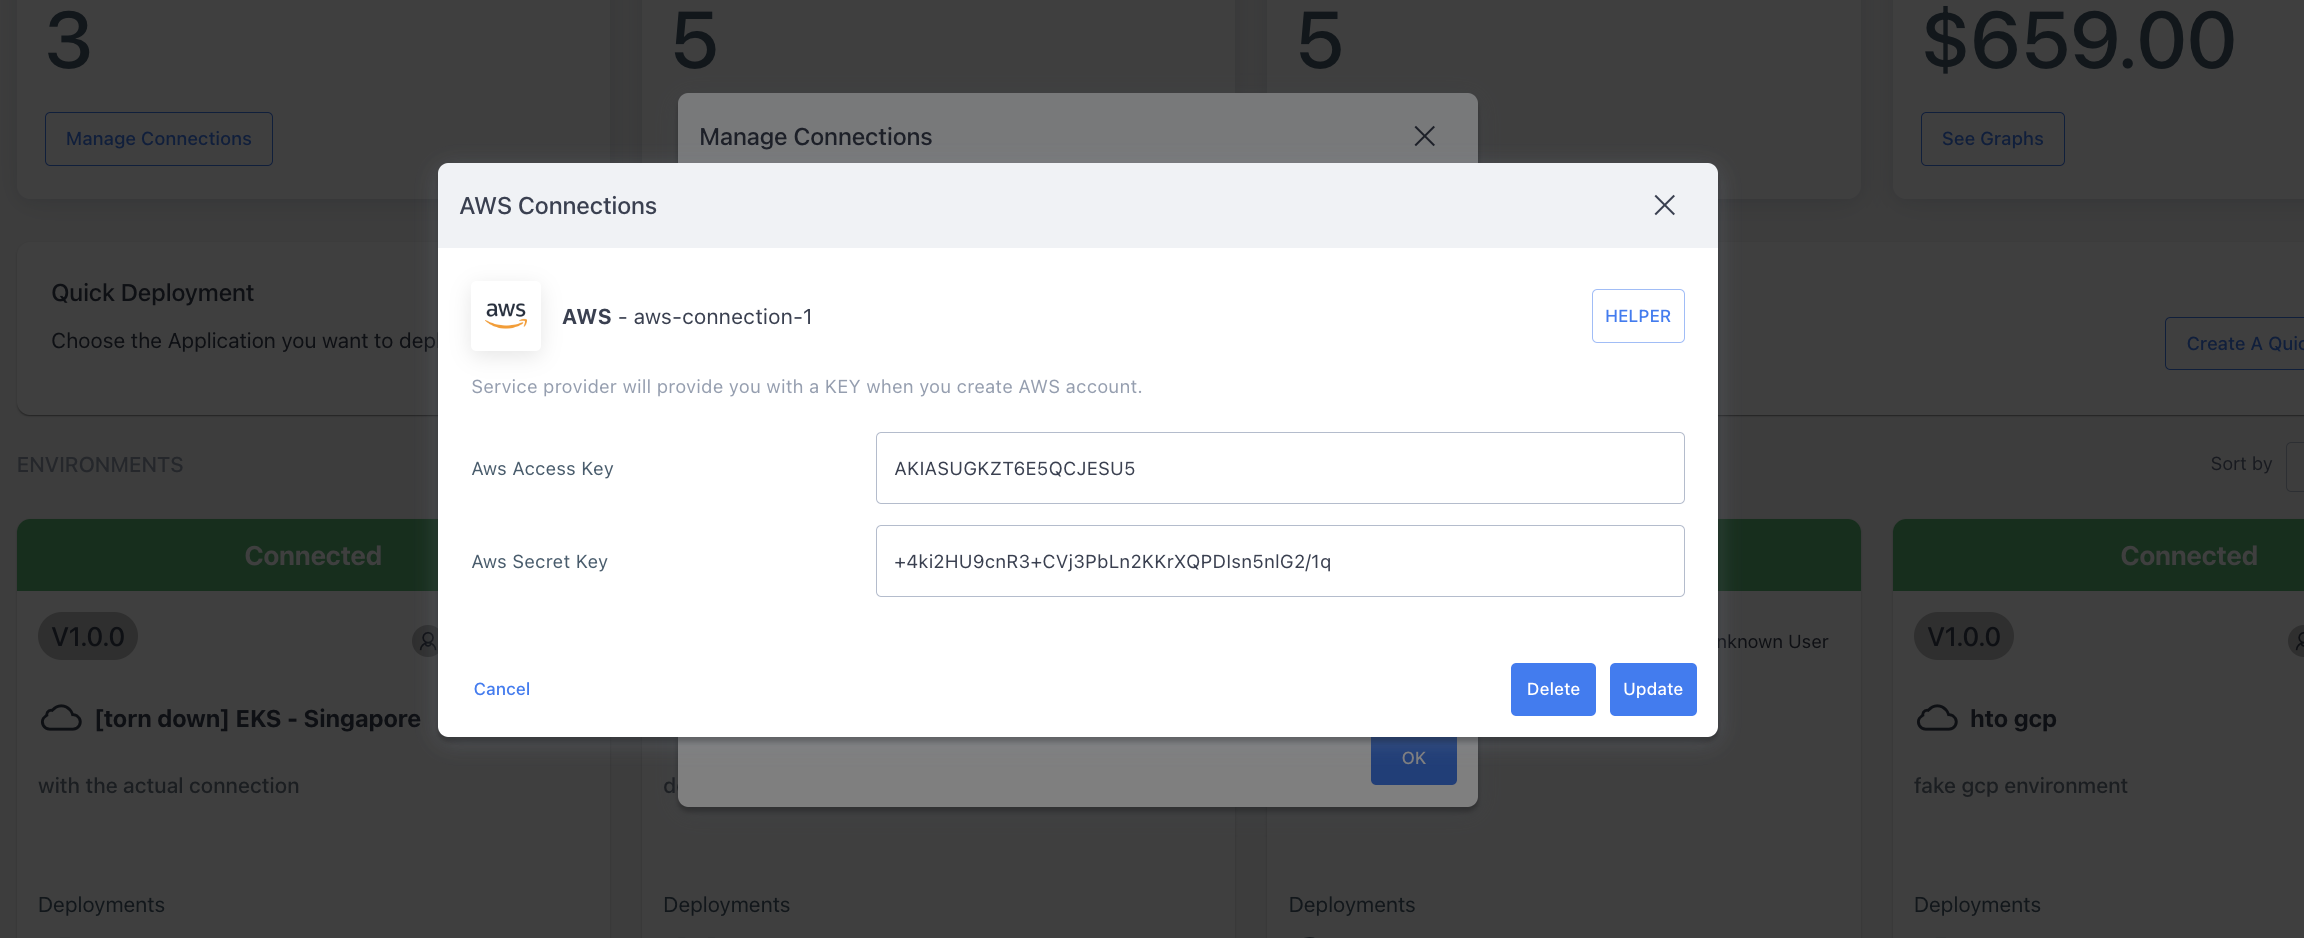 3
5
5
$659.00
Manage Connections
See Graphs
Manage Connections
AWS Connections
Quick Deployment
Choose the Application you want to dep
Create A Quic
aws
AWS - aws-connection-1
HELPER
Service provider will provide you with a KEY when you create AWS account.
Aws Access Key
AKIASUGKZT6E5QCJESU5
Aws Secret Key
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
Cancel
Delete
Update
OK
ENVIRONMENTS
Sort by
Connected
Connected
V1.0.0
nknown User
V1.0.0
[torn down] EKS - Singapore
hto gcp
with the actual connection
d
fake gcp environment
Deployments
Deployments
Deployments
Deployments